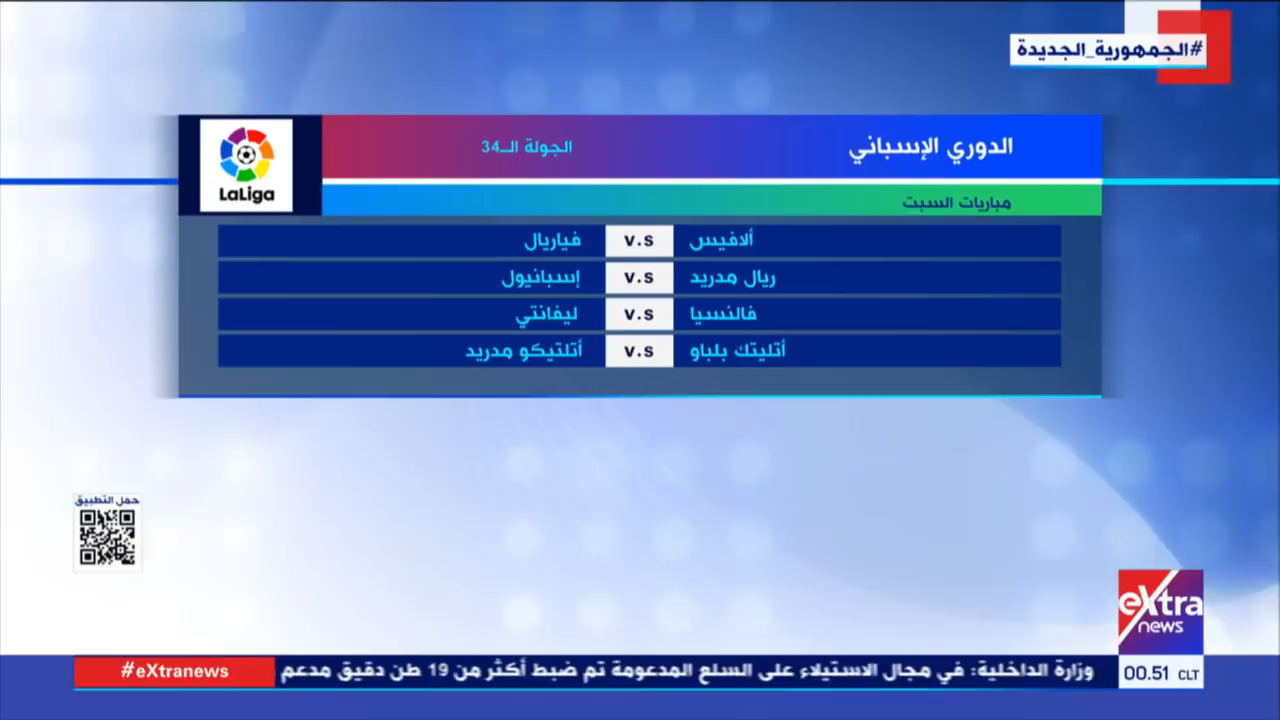 #الجمهورية_الجديدة
الدوري الإسباني
الجولة الــ34
LaLiga
مباريات السبت
ألافيس v.s فياريال
ريال مدريد v.s إسبانيول
فالنسيا v.s ليفانتي
أتليتك بلباو v.s أتلتيكو مدريد
حمل التطبيق
eXtra
news
#eXtranews
وزارة الداخلية: في مجال الاستيلاء على السلع المدعومة تم ضبط أكثر من 19 طن دقيق مدعم
00.51 CLT